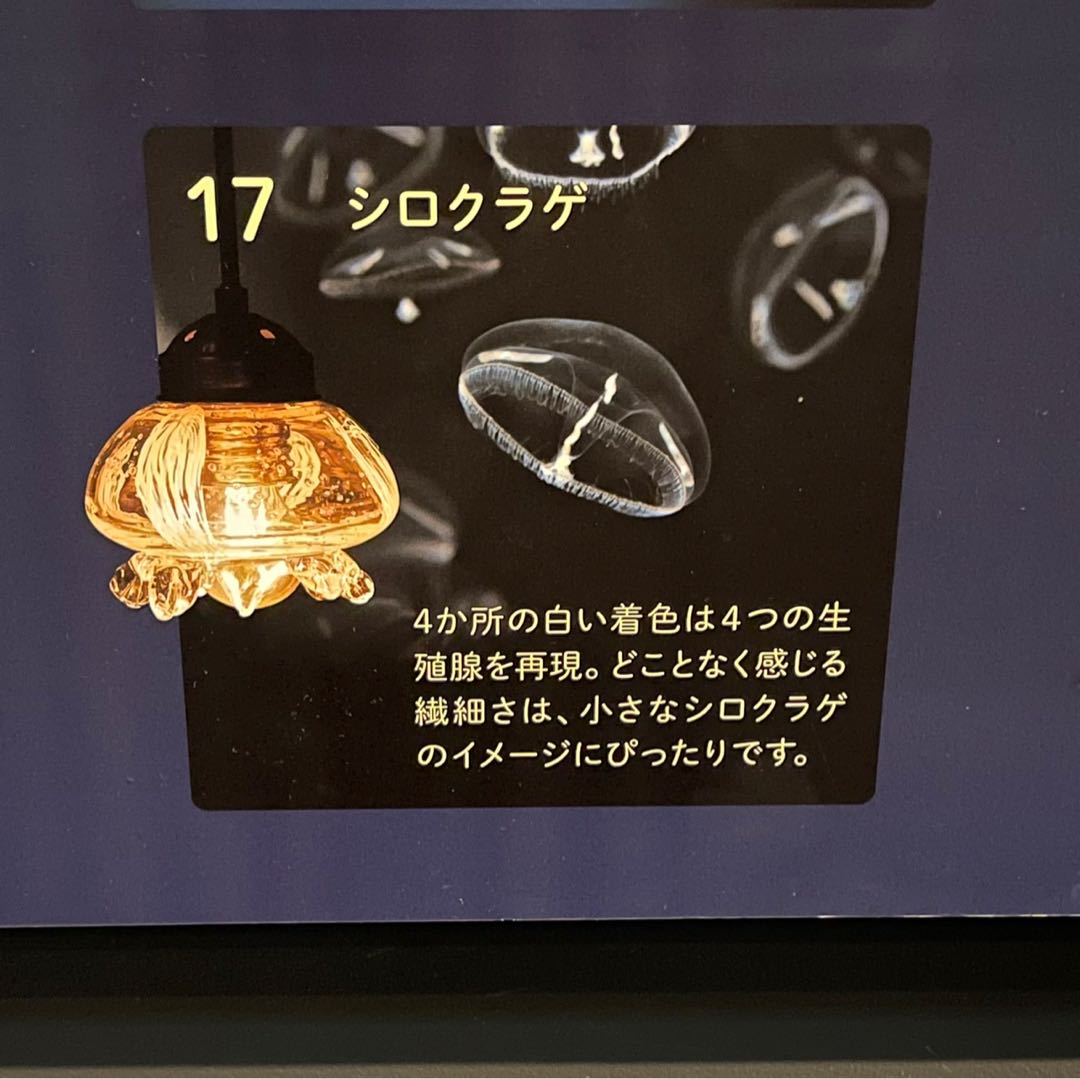 17 シロクラゲ
4か所の白い着色は4つの生
殖腺を再現。どことなく感じる
繊細さは、小さなシロクラゲ
のイメージにぴったりです。